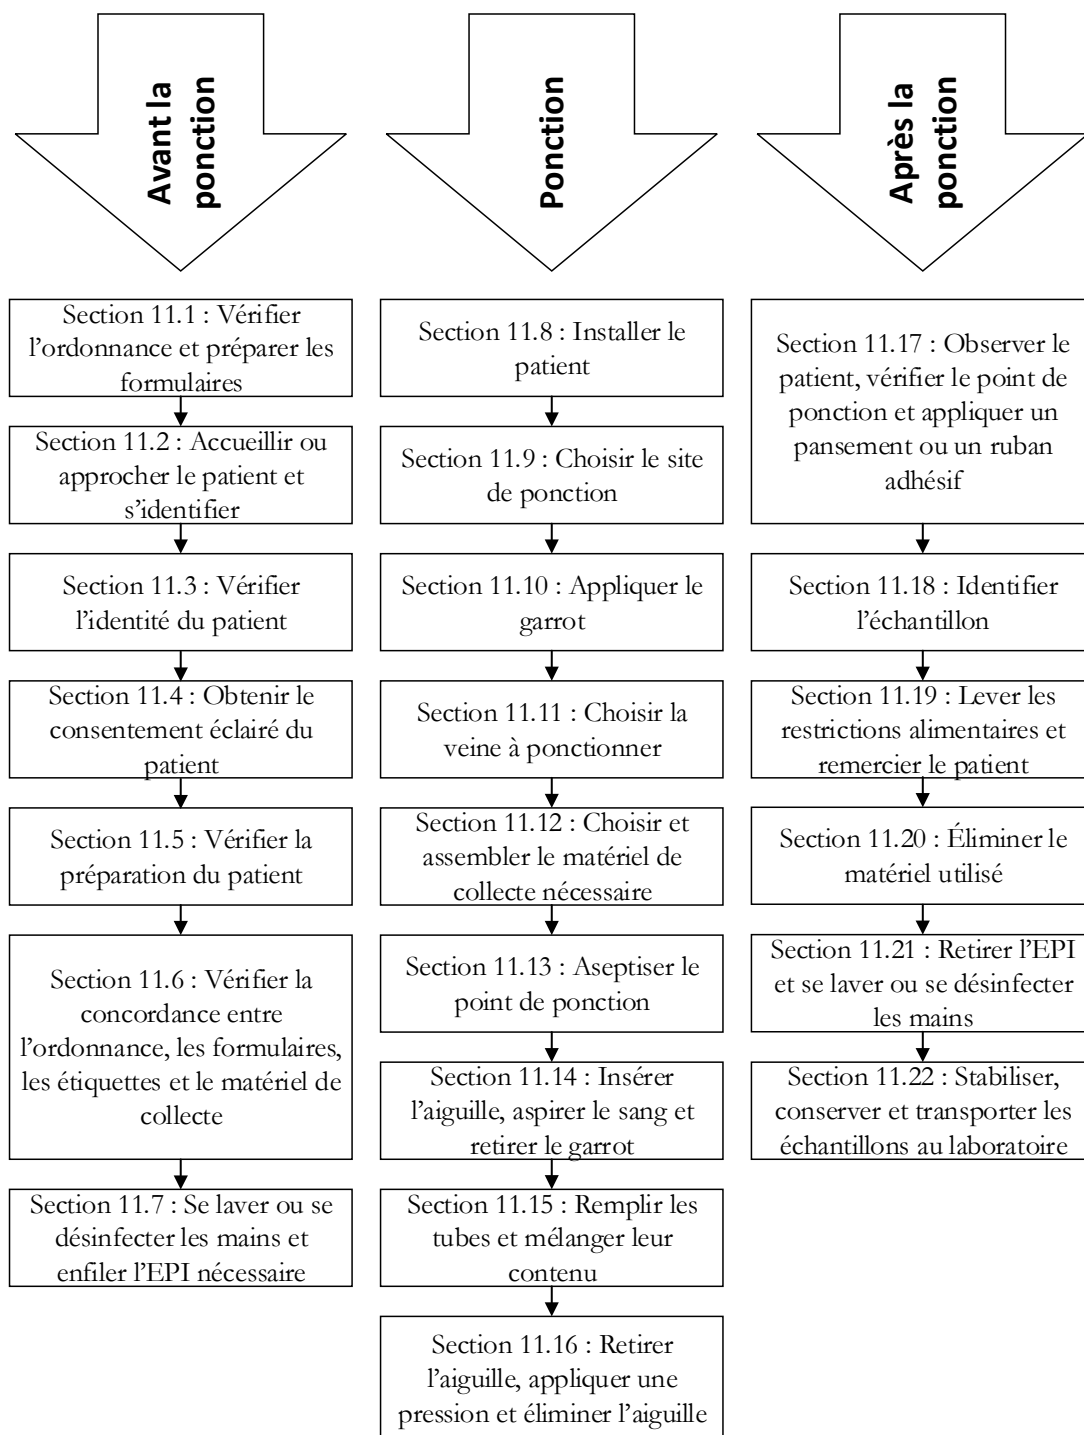 Avant la
ponction
Section 11.1 : Vérifier
l’ordonnance et préparer les
formulaires
Section 11.2 : Accueillir ou
approcher le patient et
s’identifier
Section 11.3 : Vérifier
l’identité du patient
Section 11.4 : Obtenir le
consentement éclairé du
patient
Section 11.5 : Vérifier la
préparation du patient
Section 11.6 : Vérifier la
concordance entre
l’ordonnance, les formulaires,
les étiquettes et le matériel de
collecte
Section 11.7 : Se laver ou se
désinfecter les mains et
enfiler l’EPI nécessaire
Ponction
Section 11.8 : Installer le
patient
Section 11.9 : Choisir le site
de ponction
Section 11.10 : Appliquer le
garrot
Section 11.11 : Choisir la
veine à ponctionner
Section 11.12 : Choisir et
assembler le matériel de
collecte nécessaire
Section 11.13 : Aseptiser le
point de ponction
Section 11.14 : Insérer
l’aiguille, aspirer le sang et
retirer le garrot
Section 11.15 : Remplir les
tubes et mélanger leur
contenu
Section 11.16 : Retirer
l’aiguille, appliquer une
pression et éliminer l’aiguille
Après la
ponction
Section 11.17 : Observer le
patient, vérifier le point de
ponction et appliquer un
pansement ou un ruban
adhésif
Section 11.18 : Identifier
l’échantillon
Section 11.19 : Lever les
restrictions alimentaires et
remercier le patient
Section 11.20 : Éliminer le
matériel utilisé
Section 11.21 : Retirer l’EPI
et se laver ou se désinfecter
les mains
Section 11.22 : Stabiliser,
conserver et transporter les
échantillons au laboratoire